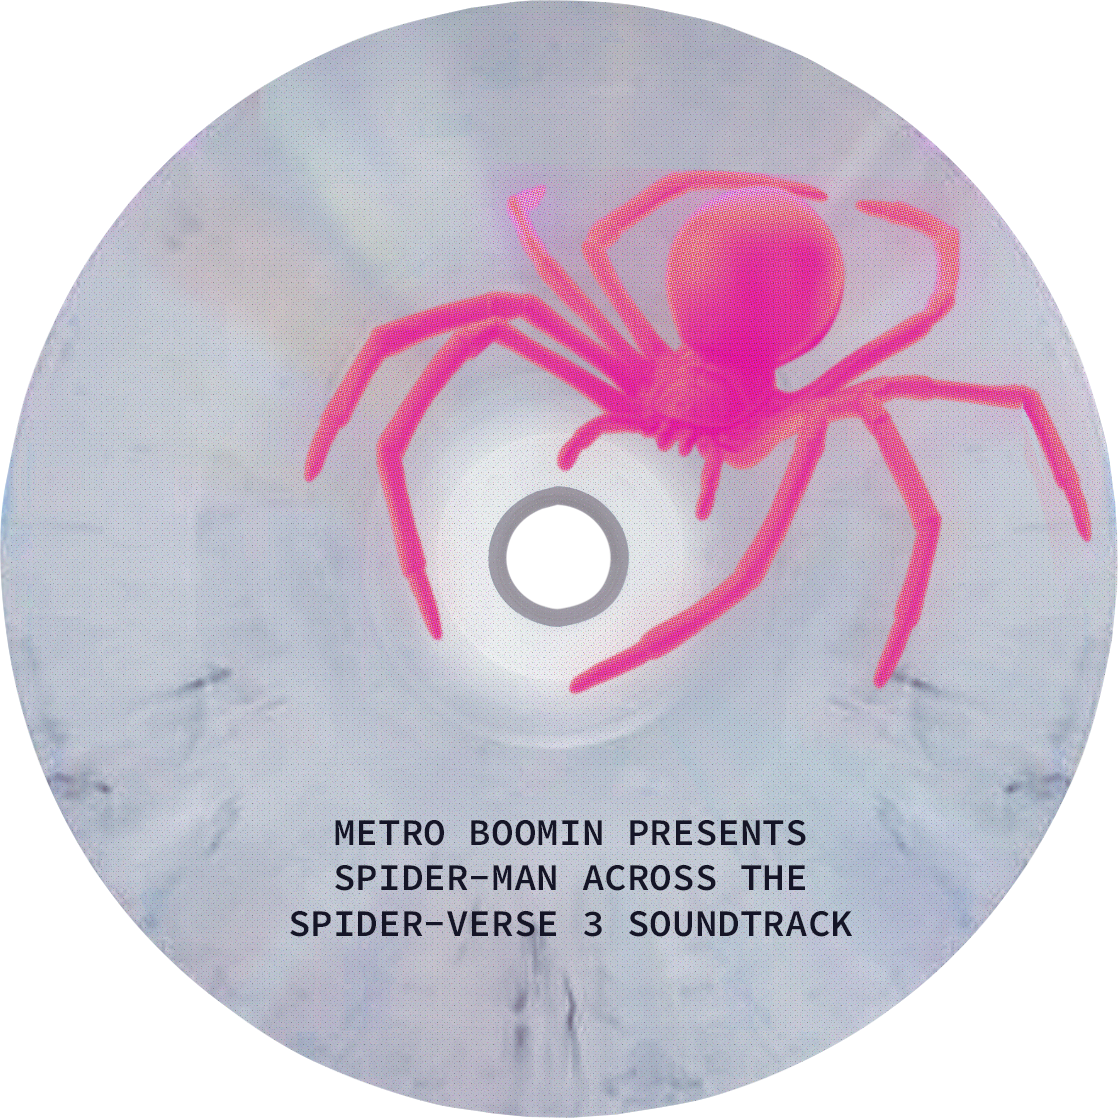 METRO BOOMIN PRESENTS
SPIDER-MAN ACROSS THE
SPIDER-VERSE 3 SOUNDTRACK